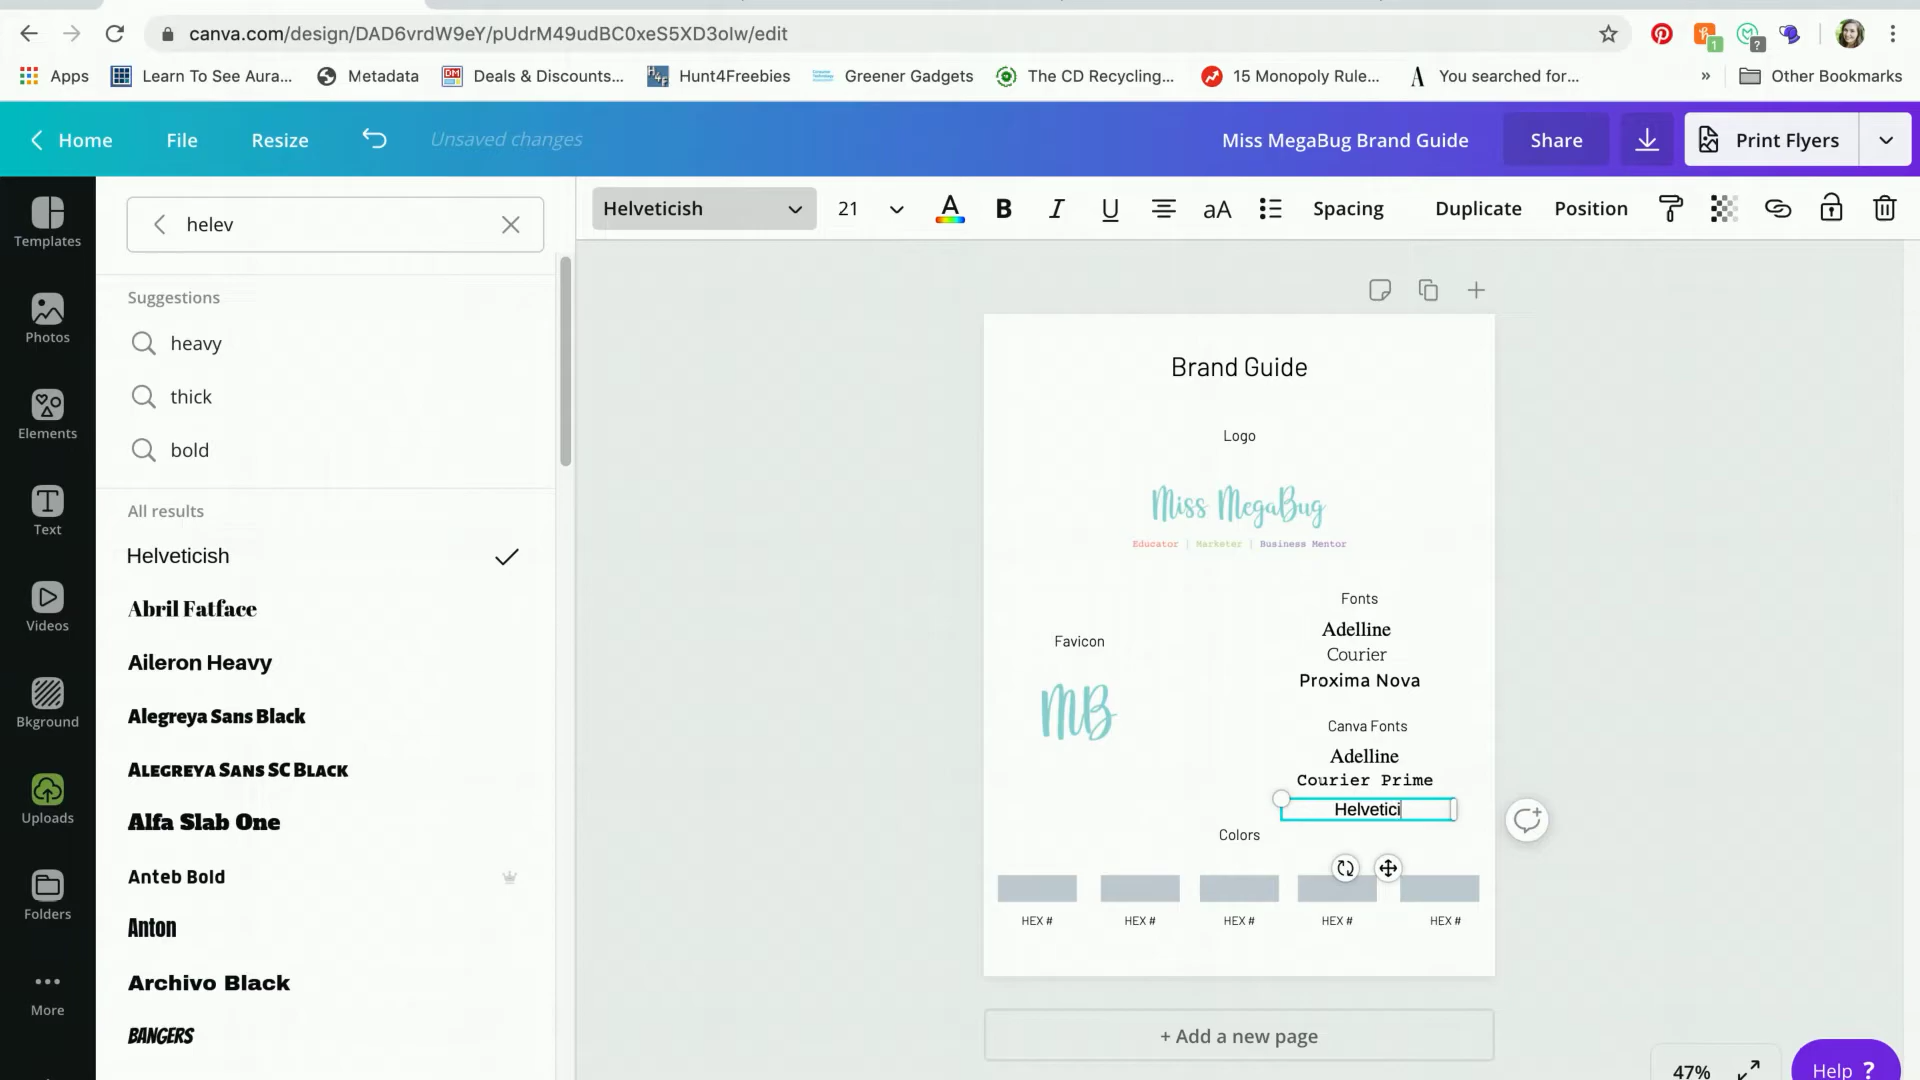 canva.com/design/DAD6vrdW9eY/pUdrM49udBC0xeS5XD3olw/edit
1
?
Apps
Learn To See Aura...
Metadata
DM
Deals & Discounts...
H4F
Hunt4Freebies
Greener Gadgets
The CD Recycling...
15 Monopoly Rule...
A
You searched for...
»
Other Bookmarks
Home
File
Resize
Unsaved changes
Miss MegaBug Brand Guide
Share
Print Flyers
Templates
Photos
Elements
Text
Videos
Bkground
Uploads
Folders
More
helev
Suggestions
heavy
thick
bold
All results
Helveticish
Abril Fatface
Aileron Heavy
Alegreya Sans Black
Alegreya Sans SC Black
Alfa Slab One
Anteb Bold
Anton
Archivo Black
BANGERS
Helveticish
21
A
B
I
U
aA
Spacing
Duplicate
Position
Brand Guide
Logo
Miss MegaBug
Educator | Marketer | Business Mentor
Favicon
MB
Fonts
Adelline
Courier
Proxima Nova
Canva Fonts
Adelline
Courier Prime
Helvetici
Colors
HEX #
HEX #
HEX #
HEX #
HEX #
+ Add a new page
47%
Help ?